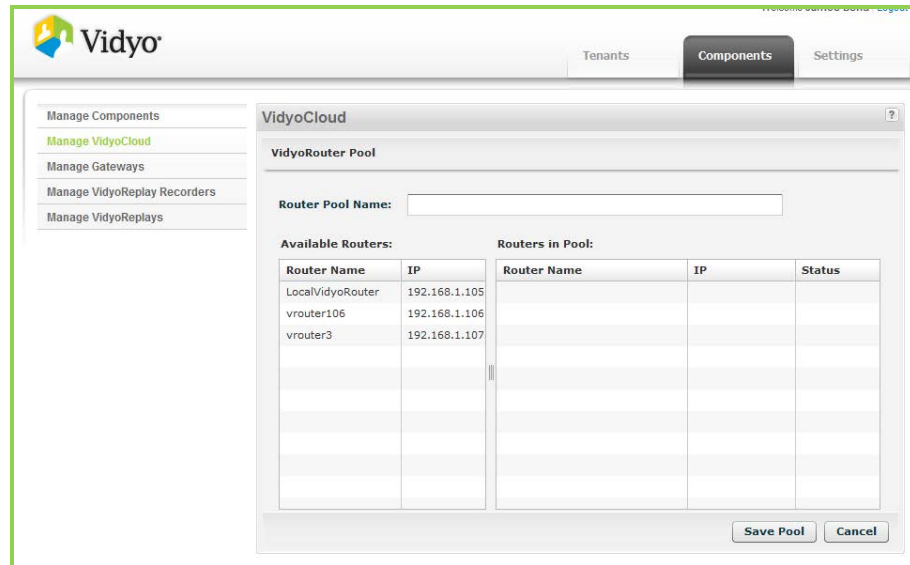 Vidyo
Tenants Components Settings
Manage Components
Manage VidyoCloud
Manage Gateways
Manage VidyoReplay Recorders
Manage VidyoReplays
VidyoCloud ?
VidyoRouter Pool
Router Pool Name:
Available Routers:
Router Name IP
LocalVidyoRouter 192.168.1.105
vrouter106 192.168.1.106
vrouter3 192.168.1.107
Routers in Pool:
Router Name IP Status
Save Pool Cancel